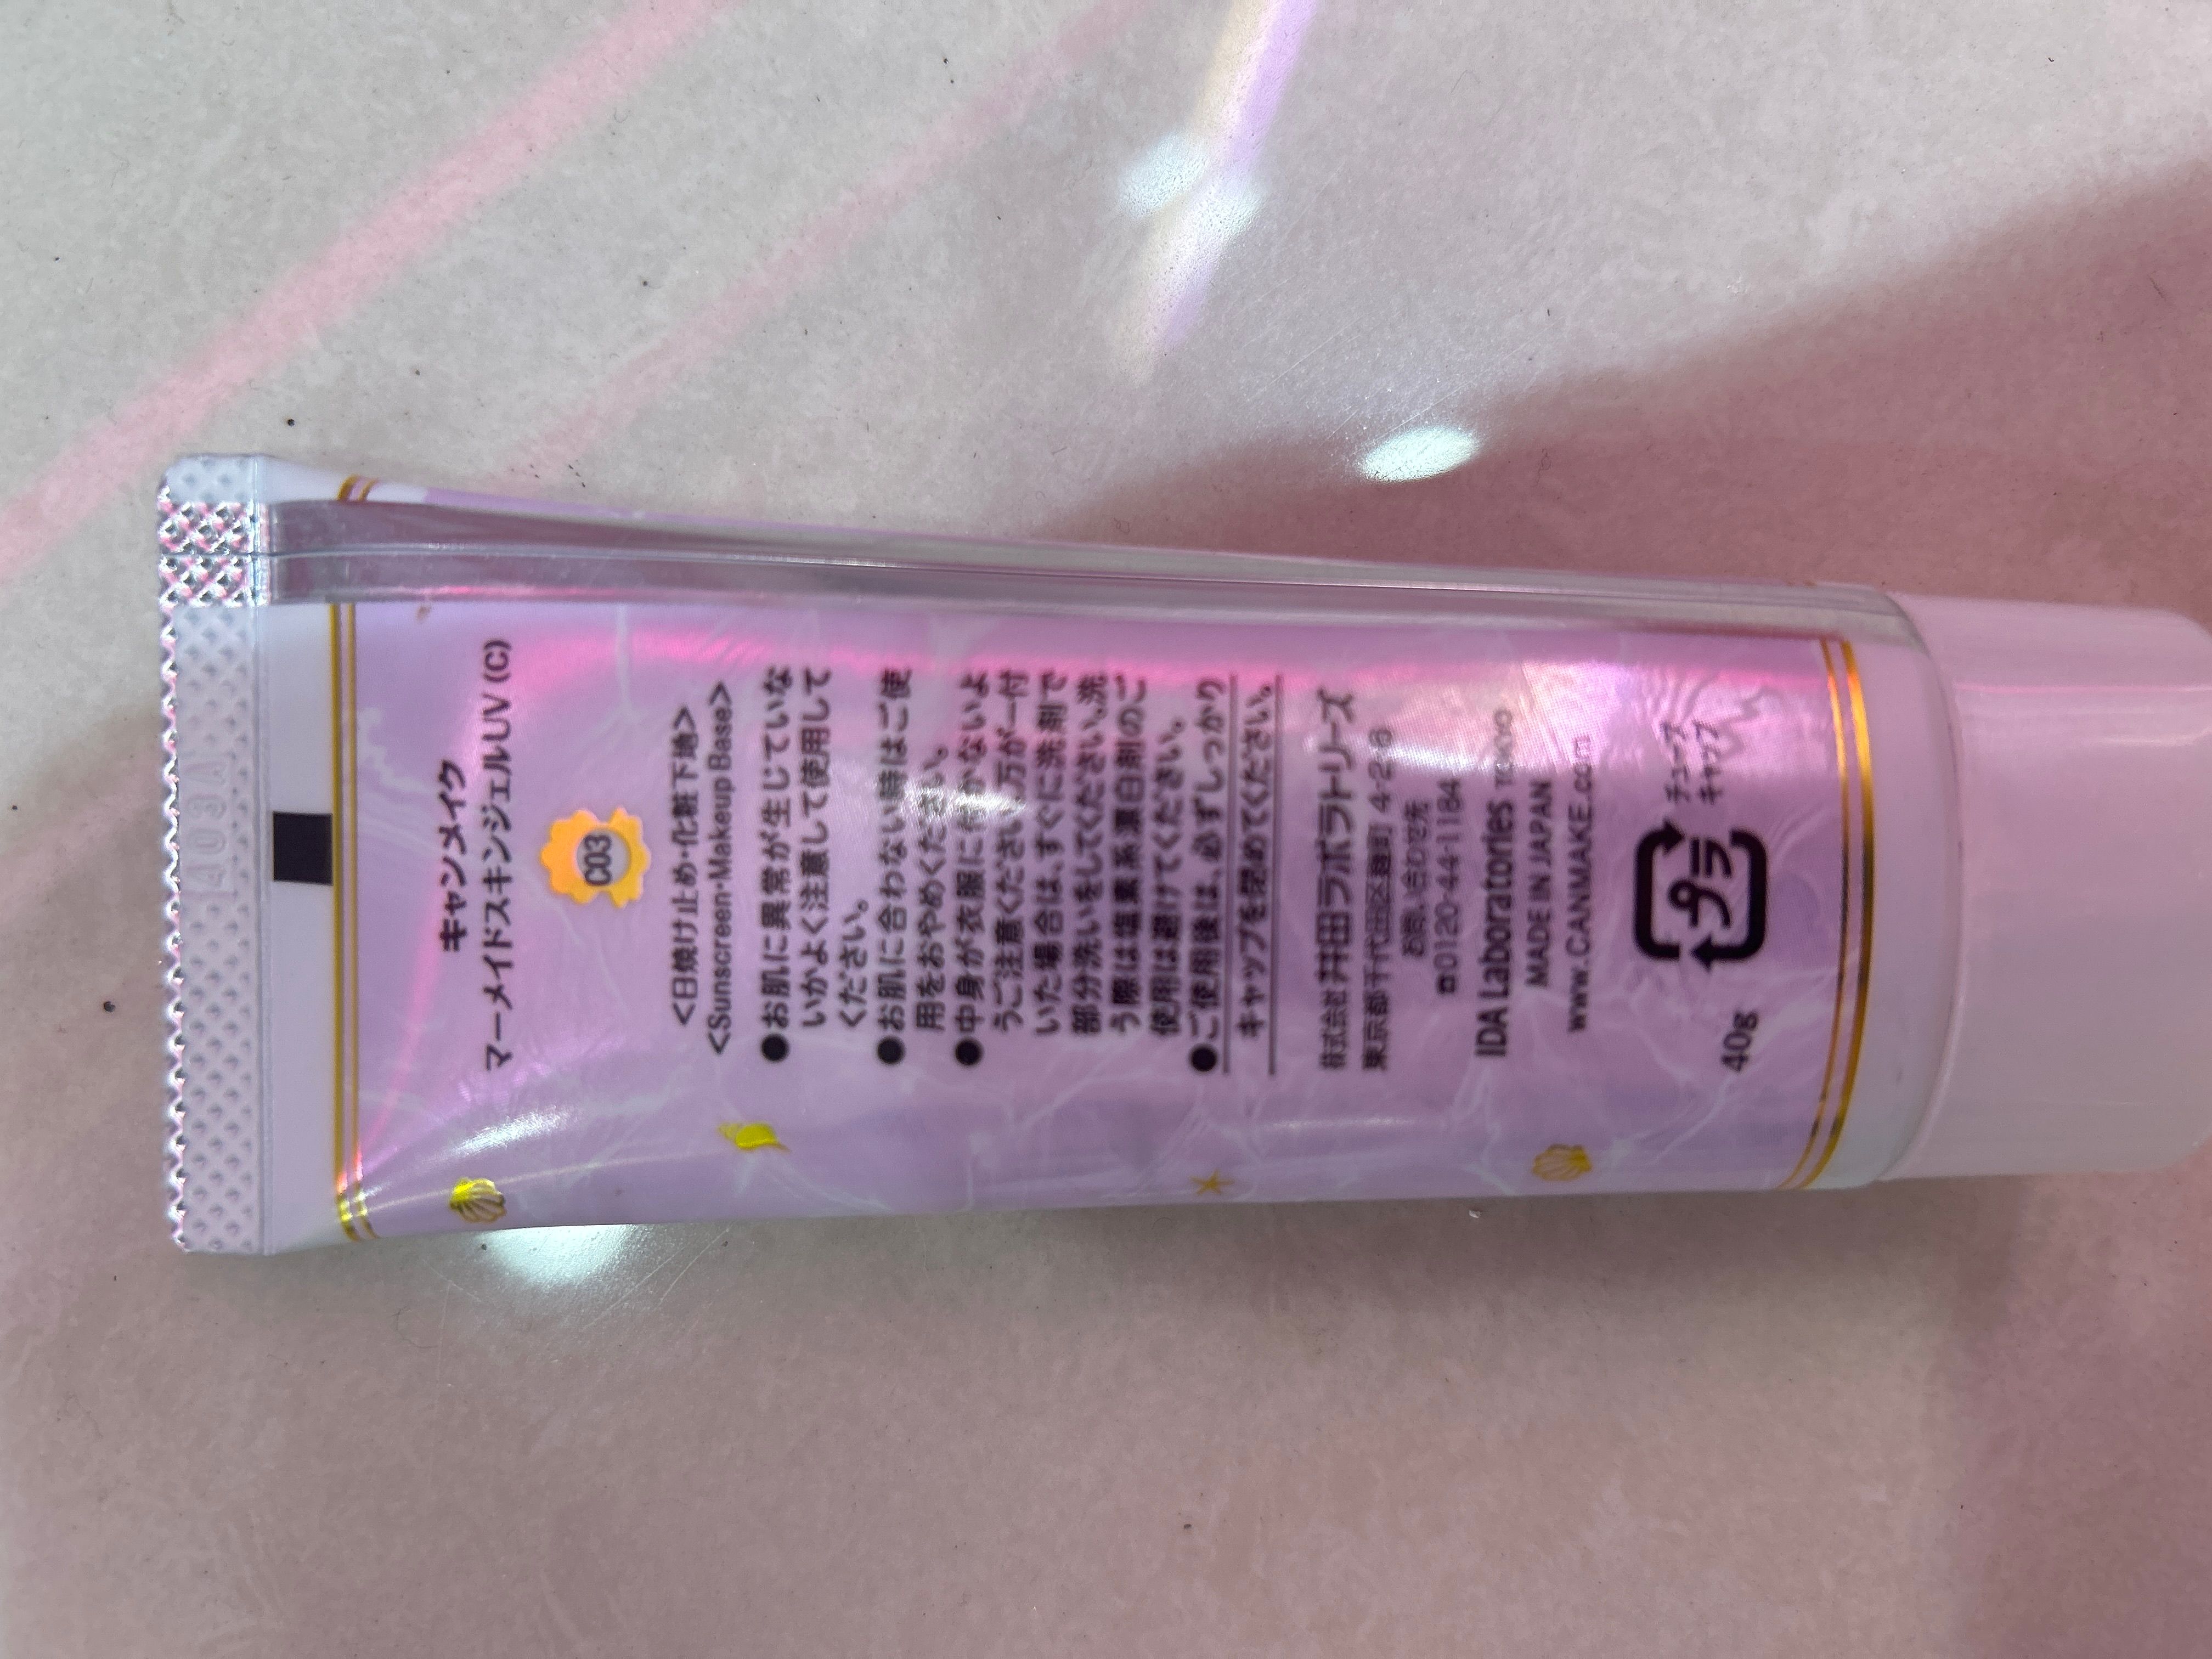 キャンメイク
マーメイドスキンジェルUV (C)
C03
<日焼け止め・化粧下地>
<Sunscreen・Makeup Base>
●お肌に異常が生じていな
いかよく注意して使用して
ください。
●お肌に合わない時はご使
用をおやめください。
●中身が衣服に付かないよ
うご注意ください。万が一付
いた場合は、すぐに洗剤で
部分洗いをしてください。洗
う際は塩素系漂白剤のご
使用は避けてください。
●ご使用後は、必ずしっかり
キャップを閉めてください。
株式会社 井田ラボラトリーズ
東京都千代田区麹町 4-2-6
お問い合わせ先
☎0120-44-1184
IDA Laboratories TOKYO
MADE IN JAPAN
www.CANMAKE.com
40g
プラ
チューブ
キャップ